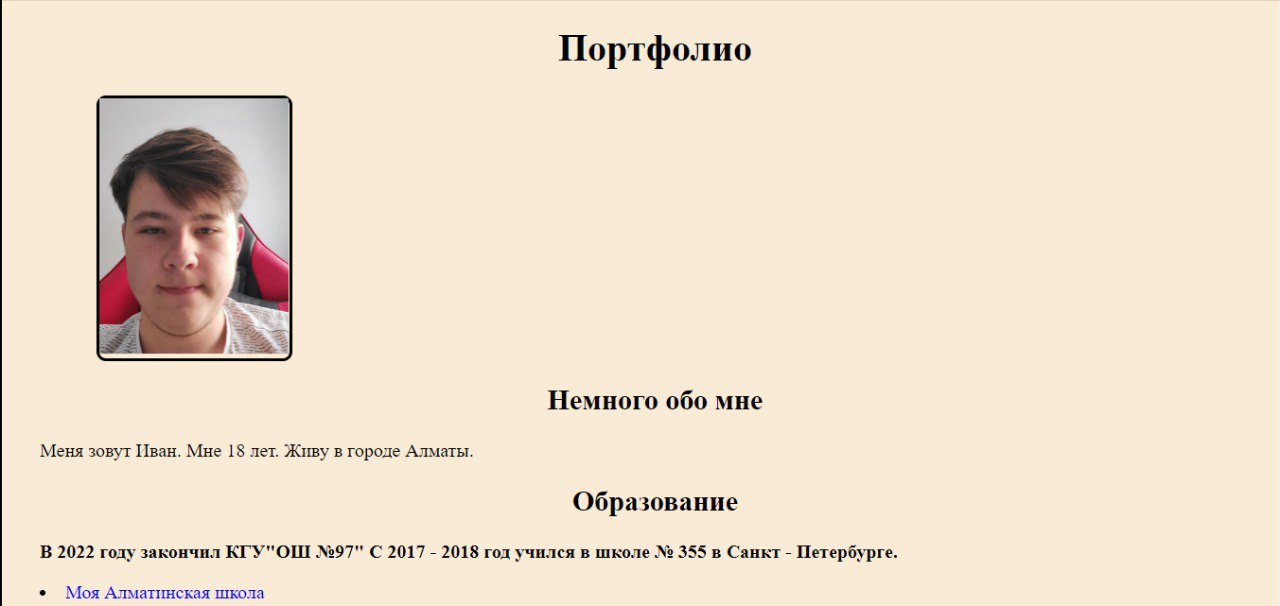 Портфолио
Немного обо мне
Меня зовут Иван. Мне 18 лет. Живу в городе Алматы.
Образование
В 2022 году закончил КГУ"ОШ №97" С 2017 - 2018 год учился в школе № 355 в Санкт - Петербурге.
Моя Алматинская школа